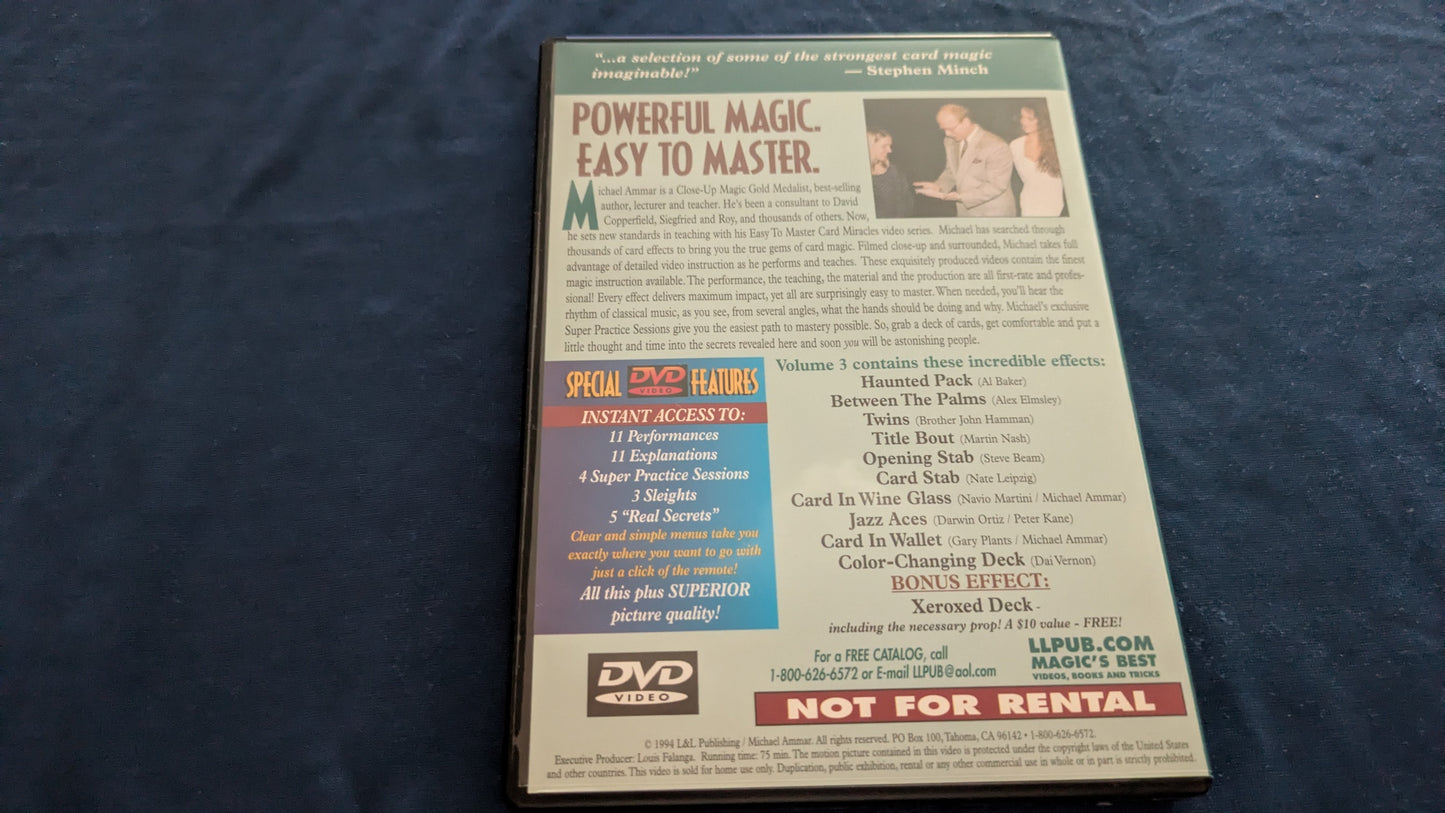 "...a selection of some of the strongest card magic
imaginable!" — Stephen Minch
POWERFUL MAGIC.
EASY TO MASTER.
Michael Ammar is a Close-Up Magic Gold Medalist, best-selling
author, lecturer and teacher. He's been a consultant to David
Copperfield, Siegfried and Roy, and thousands of others. Now,
he sets new standards in teaching with his Easy To Master Card Miracles video series. Michael has searched through
thousands of card effects to bring you the true gems of card magic. Filmed close-up and surrounded, Michael takes full
advantage of detailed video instruction as he performs and teaches. These exquisitely produced videos contain the finest
magic instruction available. The performance, the teaching, the material and the production are all first-rate and profes-
sional! Every effect delivers maximum impact, yet all are surprisingly easy to master. When needed, you'll hear the
rhythm of classical music, as you see, from several angles, what the hands should be doing and why. Michael's exclusive
Super Practice Sessions give you the easiest path to mastery possible. So, grab a deck of cards, get comfortable and put a
little thought and time into the secrets revealed here and soon you will be astonishing people.
SPECIAL DVD VIDEO FEATURES
INSTANT ACCESS TO:
11 Performances
11 Explanations
4 Super Practice Sessions
3 Sleights
5 "Real Secrets"
Clear and simple menus take you
exactly where you want to go with
just a click of the remote!
All this plus SUPERIOR
picture quality!
Volume 3 contains these incredible effects:
Haunted Pack (Al Baker)
Between The Palms (Alex Elmsley)
Twins (Brother John Hamman)
Title Bout (Martin Nash)
Opening Stab (Steve Beam)
Card Stab (Nate Leipzig)
Card In Wine Glass (Navio Martini / Michael Ammar)
Jazz Aces (Darwin Ortiz / Peter Kane)
Card In Wallet (Gary Plants / Michael Ammar)
Color-Changing Deck (Dai Vernon)
BONUS EFFECT:
Xeroxed Deck -
including the necessary prop! A $10 value - FREE!
DVD
VIDEO
For a FREE CATALOG, call
1-800-626-6572 or E-mail LLPUB@aol.com
LLPUB.COM
MAGIC'S BEST
VIDEOS, BOOKS AND TRICKS
NOT FOR RENTAL
© 1994 L&L Publishing / Michael Ammar. All rights reserved. PO Box 100, Tahoma, CA 96142 • 1-800-626-6572.
Executive Producer: Louis Falanga. Running time: 75 min. The motion picture contained in this video is protected under the copyright laws of the United States
and other countries. This video is sold for home use only. Duplication, public exhibition, rental or any other commercial use in whole or in part is strictly prohibited.